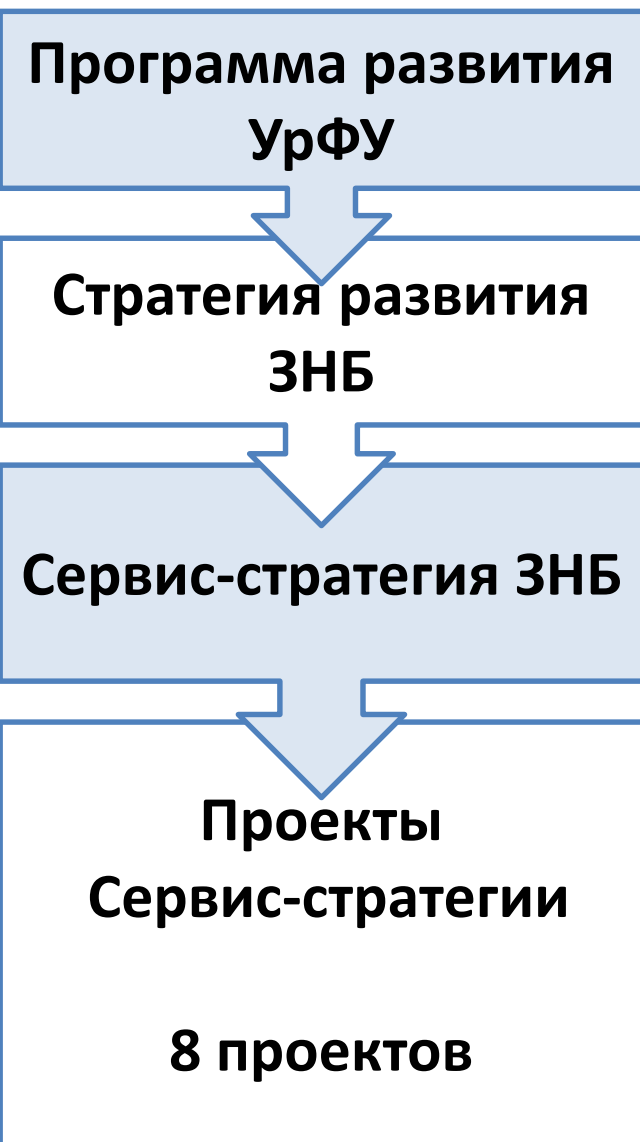 Программа развития
УрФУ
Стратегия развития
ЗНБ
Сервис-стратегия ЗНБ
Проекты
Сервис-стратегии
8 проектов